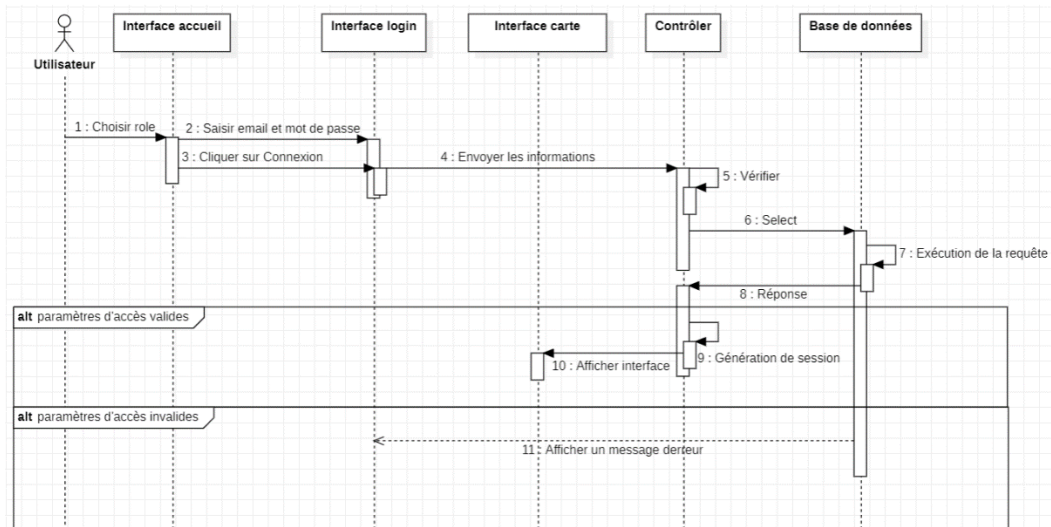 Interface accueil
Interface login
Interface carte
Contrôler
Base de données
Utilisateur
1 : Choisir role
2 : Saisir email et mot de passe
3 : Cliquer sur Connexion
4 : Envoyer les informations
5 : Vérifier
6 : Select
7 : Exécution de la requête
8 : Réponse
alt paramètres d'accès valides
9 : Génération de session
10 : Afficher interface
alt paramètres d'accès invalides
11 : Afficher un message derreur